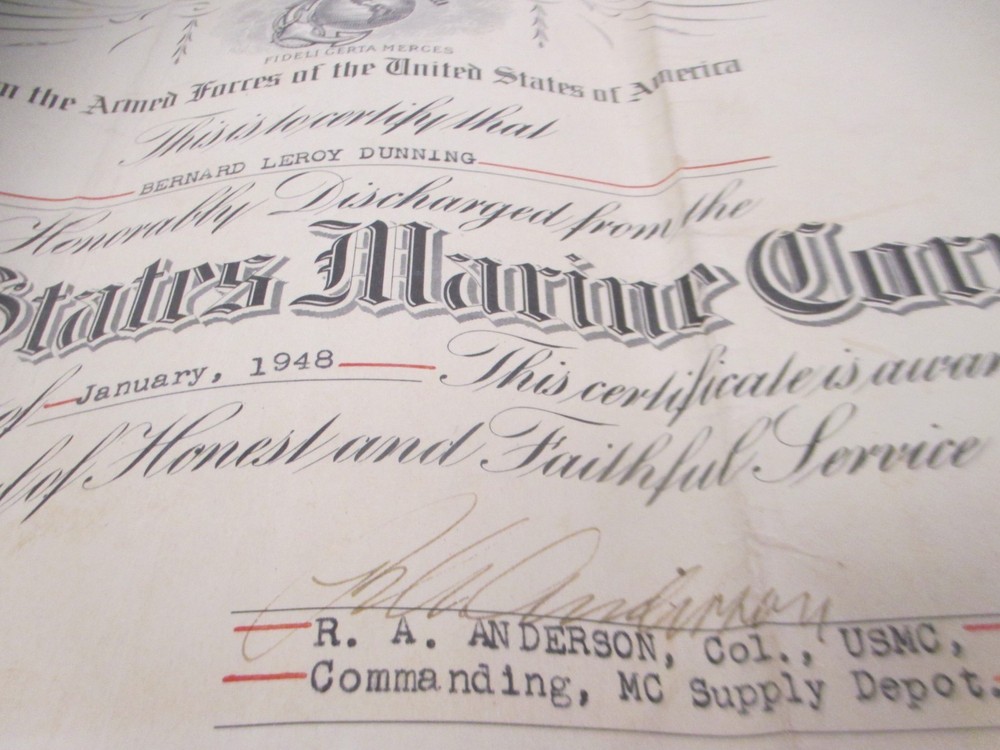 FIDELI CERTA MERCES
the Armed Forces of the United States of America
This is to certify that
BERNARD LEROY DUNNING
Honorably Discharged from the
States Marine Cor
of January, 1948 This certificate is awar
of Honest and Faithful Service
R. A. ANDERSON, Col., USMC,
Commanding, MC Supply Depot.